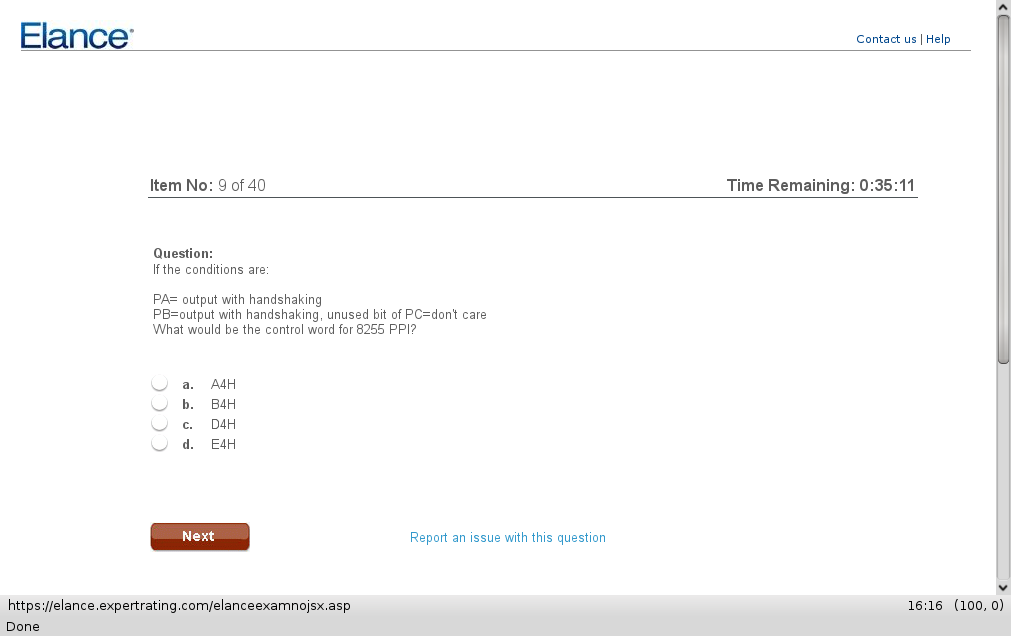 Elance
Contact us | Help
Item No: 9 of 40
Time Remaining: 0:35:11
Question:
If the conditions are:
PA= output with handshaking
PB=output with handshaking, unused bit of PC=don't care
What would be the control word for 8255 PPI?
a. A4H
b. B4H
c. D4H
d. E4H
Next
Report an issue with this question
https://elance.expertrating.com/elanceexamnojsx.asp
16:16 (100, 0)
Done